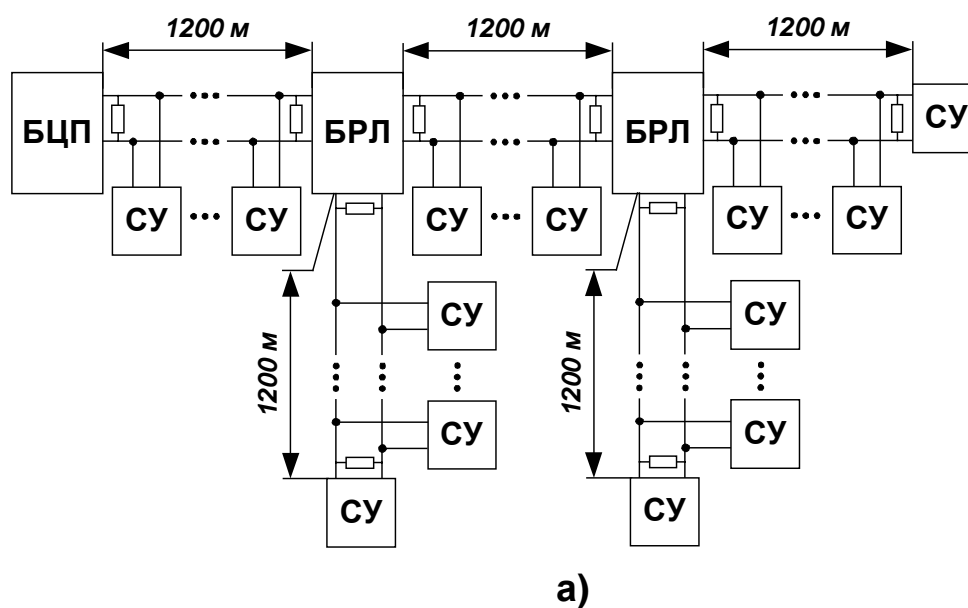 1200 м 1200 м 1200 м
БЦП БРЛ БРЛ СУ
СУ СУ СУ СУ СУ СУ
1200 м СУ 1200 м СУ
СУ СУ
СУ СУ
а)